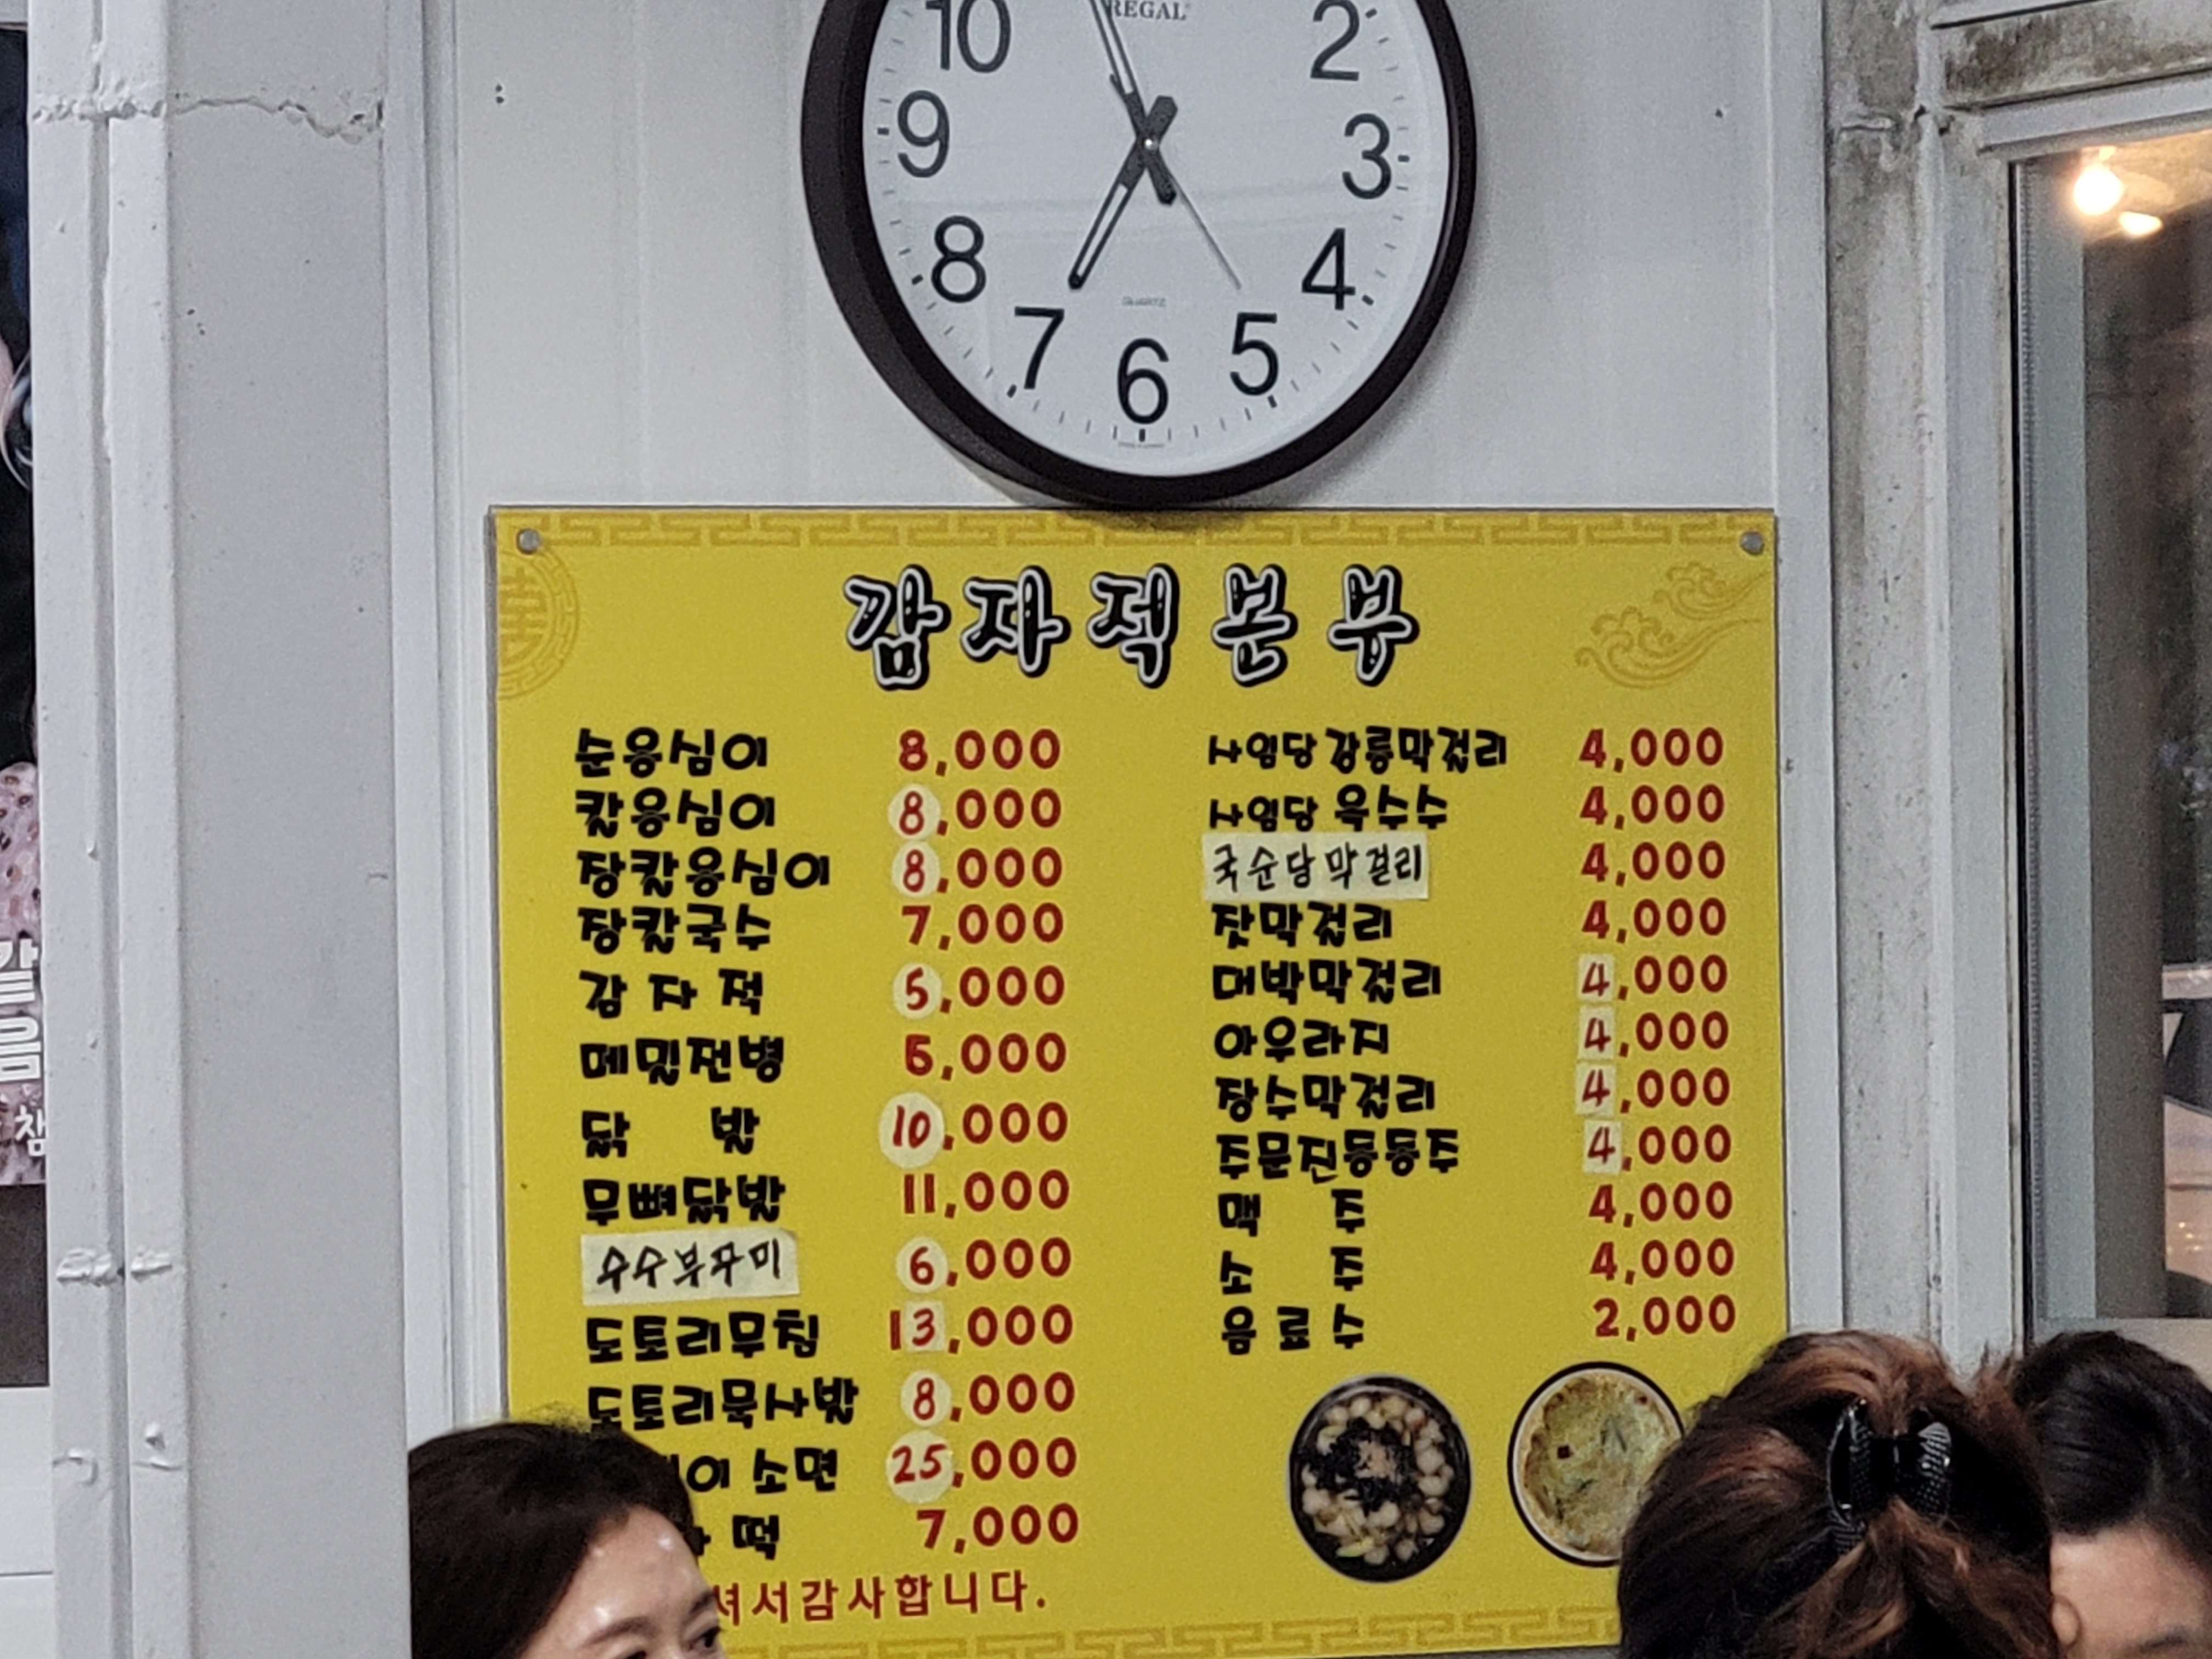 REGAL
10
2
9
3
8
4
7
5
6
QUARTZ
감자적본부
순옹심이 8,000
칼옹심이 8,000
장칼옹심이 8,000
장칼국수 7,000
감자적 5,000
메밀전병 5,000
닭발 10,000
무뼈닭발 11,000
수수부꾸미 6,000
도토리무침 13,000
도토리묵사발 8,000
소면 25,000
떡 7,000
감사합니다.
사임당강릉막걸리 4,000
사임당 옥수수 4,000
국순당막걸리 4,000
잣막걸리 4,000
대박막걸리 4,000
아우라지 4,000
장수막걸리 4,000
주문진동동주 4,000
맥주 4,000
소주 4,000
음료수 2,000